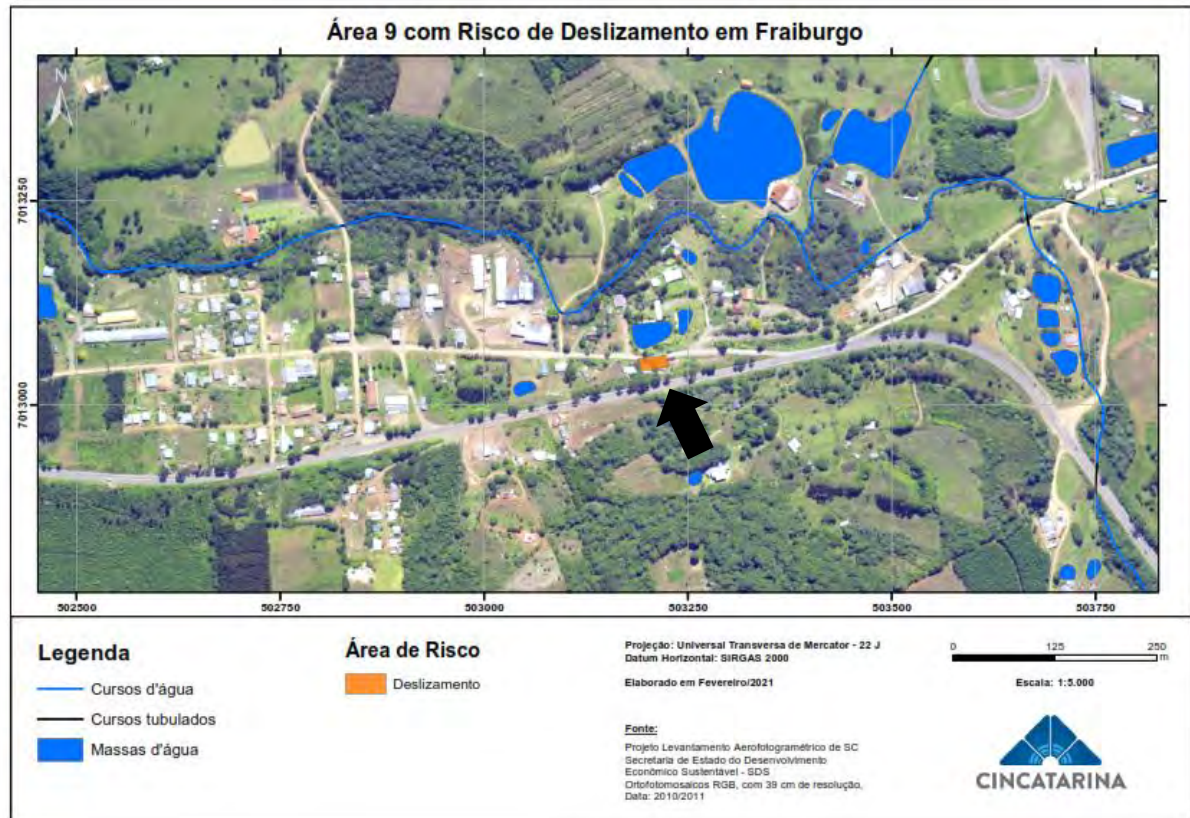 Área 9 com Risco de Deslizamento em Fraiburgo
N
7013250
7013000
502500
502750
503000
503250
503500
503750
Legenda
Cursos d'água
Cursos tubulados
Massas d'água
Área de Risco
Deslizamento
Projeção: Universal Transversa de Mercator - 22 J
Datum Horizontal: SIRGAS 2000
Elaborado em Fevereiro/2021
Fonte:
Projeto Levantamento Aerofotogramétrico de SC
Secretaria de Estado do Desenvolvimento
Econômico Sustentável - SDS
Ortofotomosaicos RGB, com 39 cm de resolução,
Data: 2010/2011
0 125 250
m
Escala: 1:5.000
CINCATARINA